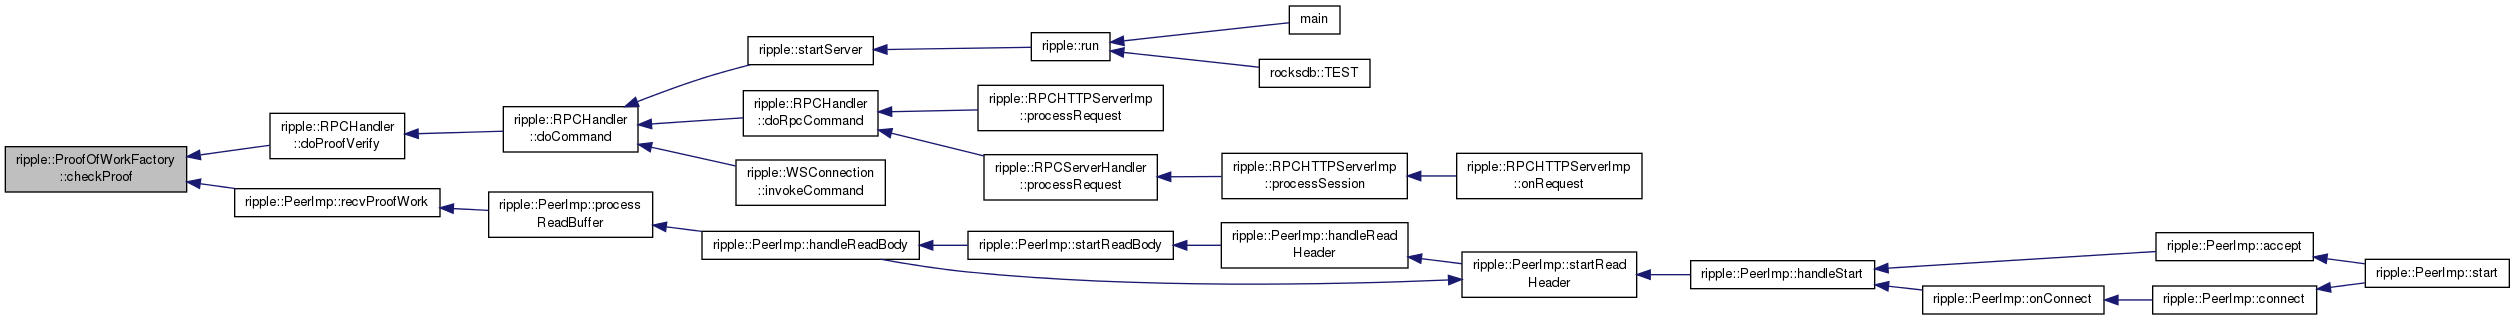 ripple::ProofOfWorkFactory
::checkProof
ripple::RPCHandler
::doProofVerify
ripple::PeerImp::recvProofWork
ripple::RPCHandler
::doCommand
ripple::PeerImp::process
ReadBuffer
ripple::startServer
ripple::RPCHandler
::doRpcCommand
ripple::WSConnection
::invokeCommand
ripple::PeerImp::handleReadBody
ripple::run
ripple::RPCHTTPServerImp
::processRequest
ripple::RPCServerHandler
::processRequest
ripple::PeerImp::startReadBody
main
rocksdb::TEST
ripple::RPCHTTPServerImp
::processSession
ripple::PeerImp::handleRead
Header
ripple::RPCHTTPServerImp
::onRequest
ripple::PeerImp::startRead
Header
ripple::PeerImp::handleStart
ripple::PeerImp::onConnect
ripple::PeerImp::accept
ripple::PeerImp::connect
ripple::PeerImp::start